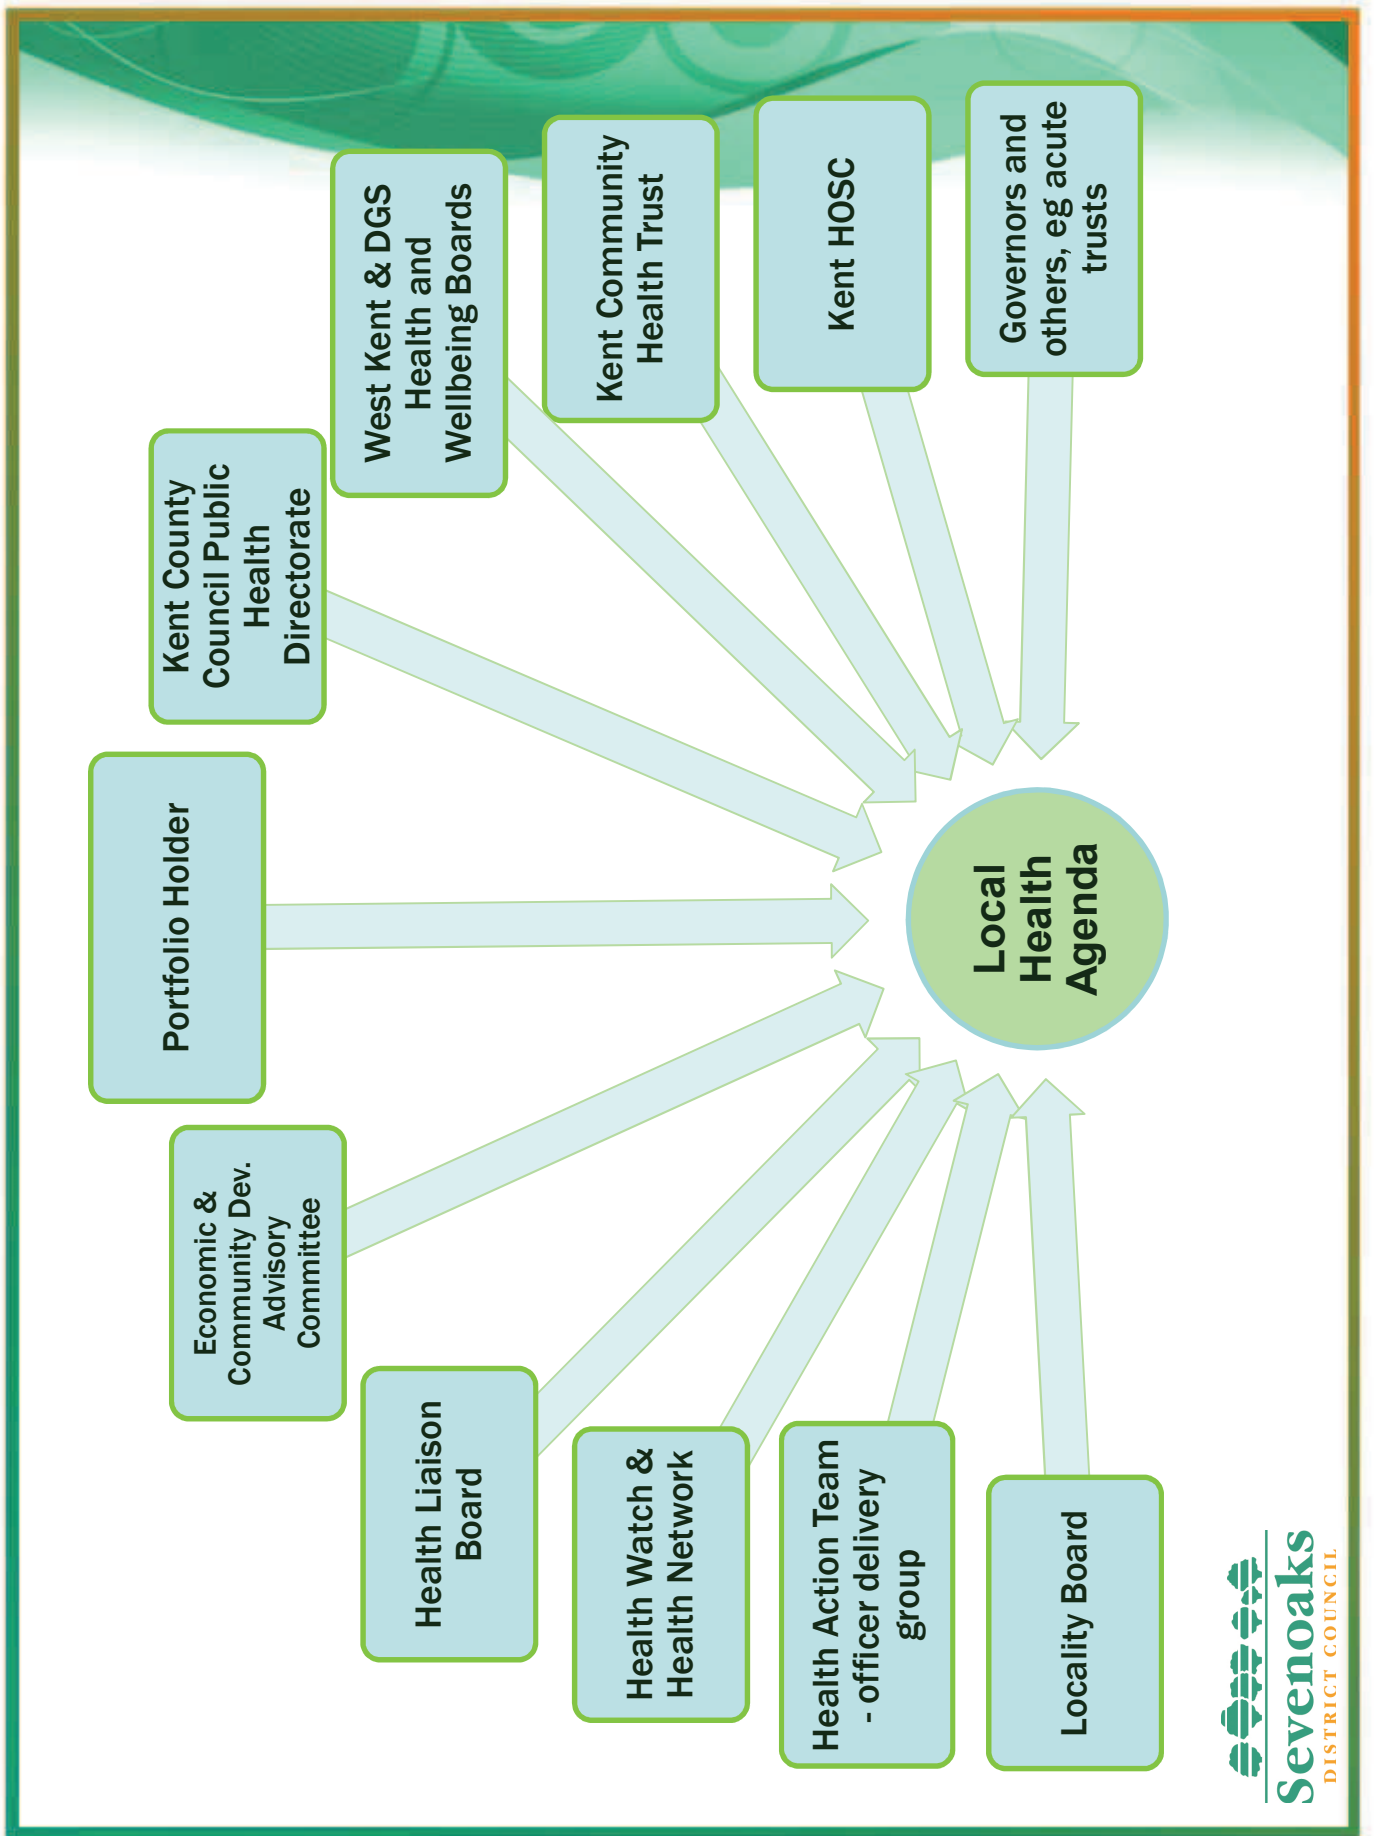 Portfolio Holder
Economic &
Community Dev.
Advisory
Committee
Kent County
Council Public
Health
Directorate
Health Liaison
Board
West Kent & DGS
Health and
Wellbeing Boards
Health Watch &
Health Network
Kent Community
Health Trust
Health Action Team
- officer delivery
group
Kent HOSC
Locality Board
Local
Health
Agenda
Governors and
others, eg acute
trusts
Sevenoaks
DISTRICT COUNCIL